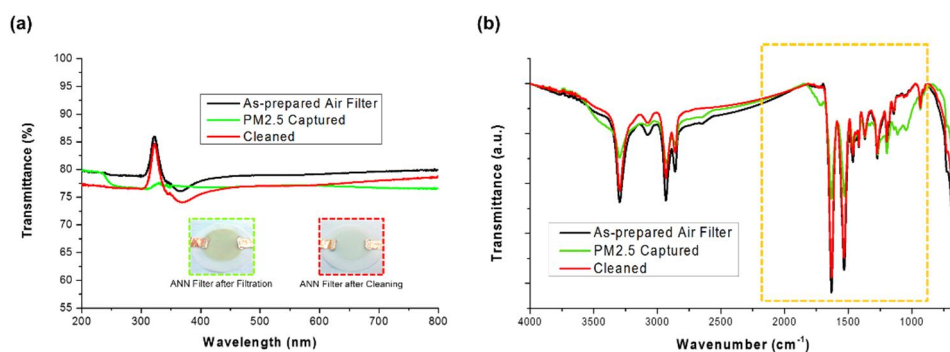 (a)
Transmittance (%)
100
95
90
85
80
75
70
65
60
55
As-prepared Air Filter
PM2.5 Captured
Cleaned
ANN Filter after Filtration
ANN Filter after Cleaning
200 300 400 500 600 700 800
Wavelength (nm)
(b)
Transmittance (a.u.)
As-prepared Air Filter
PM2.5 Captured
Cleaned
4000 3500 3000 2500 2000 1500 1000
Wavenumber (cm⁻¹)